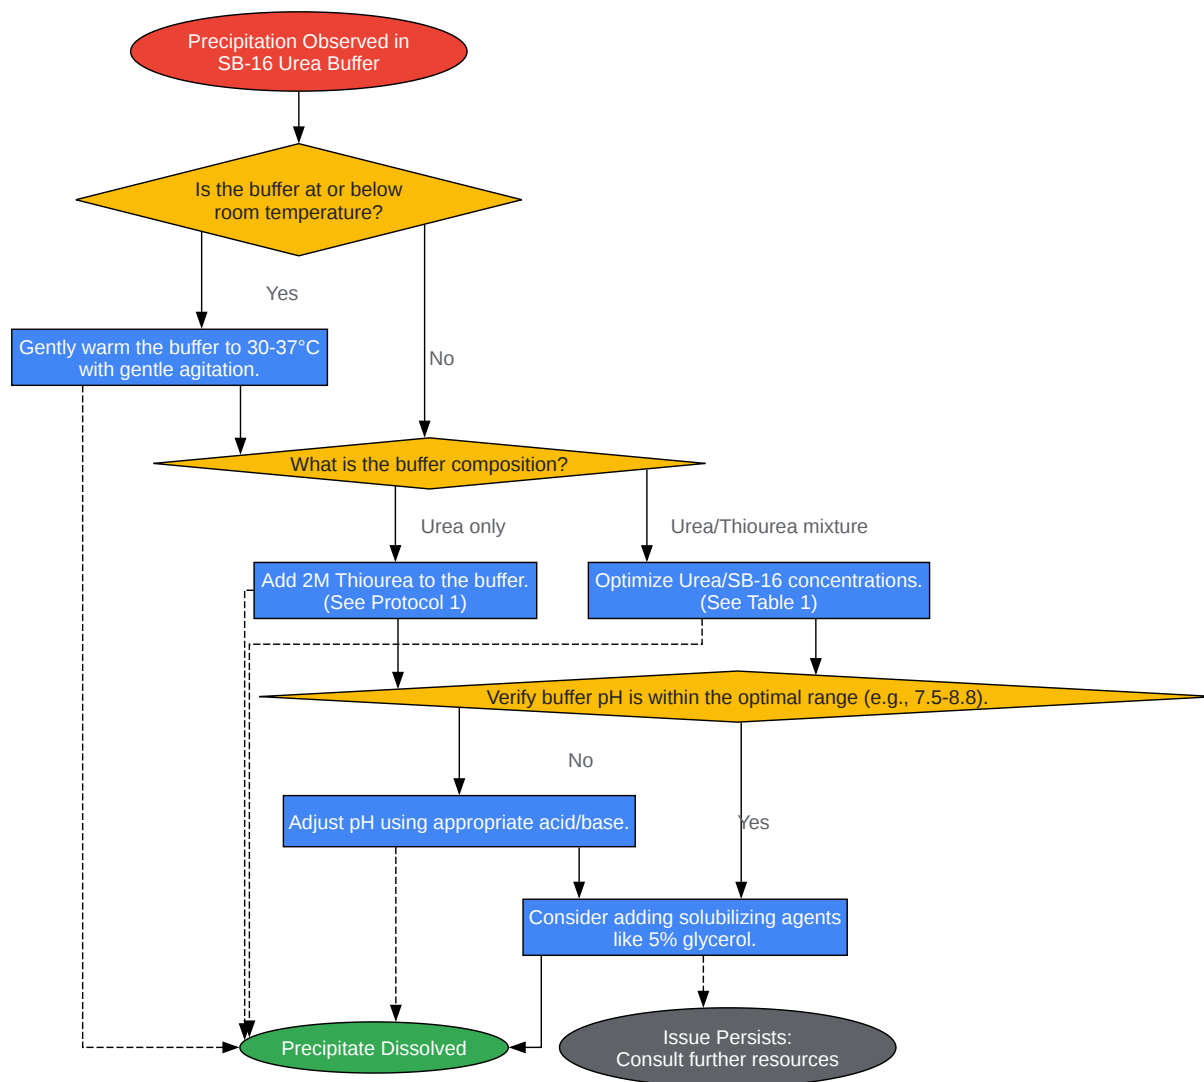 Precipitation Observed in
SB-16 Urea Buffer
Is the buffer at or below
room temperature?
Yes
Gently warm the buffer to 30-37°C
with gentle agitation.
No
What is the buffer composition?
Urea only
Urea/Thiourea mixture
Add 2M Thiourea to the buffer.
(See Protocol 1)
Optimize Urea/SB-16 concentrations.
(See Table 1)
Verify buffer pH is within the optimal range (e.g., 7.5-8.8).
No
Adjust pH using appropriate acid/base.
Yes
Consider adding solubilizing agents
like 5% glycerol.
Precipitate Dissolved
Issue Persists:
Consult further resources